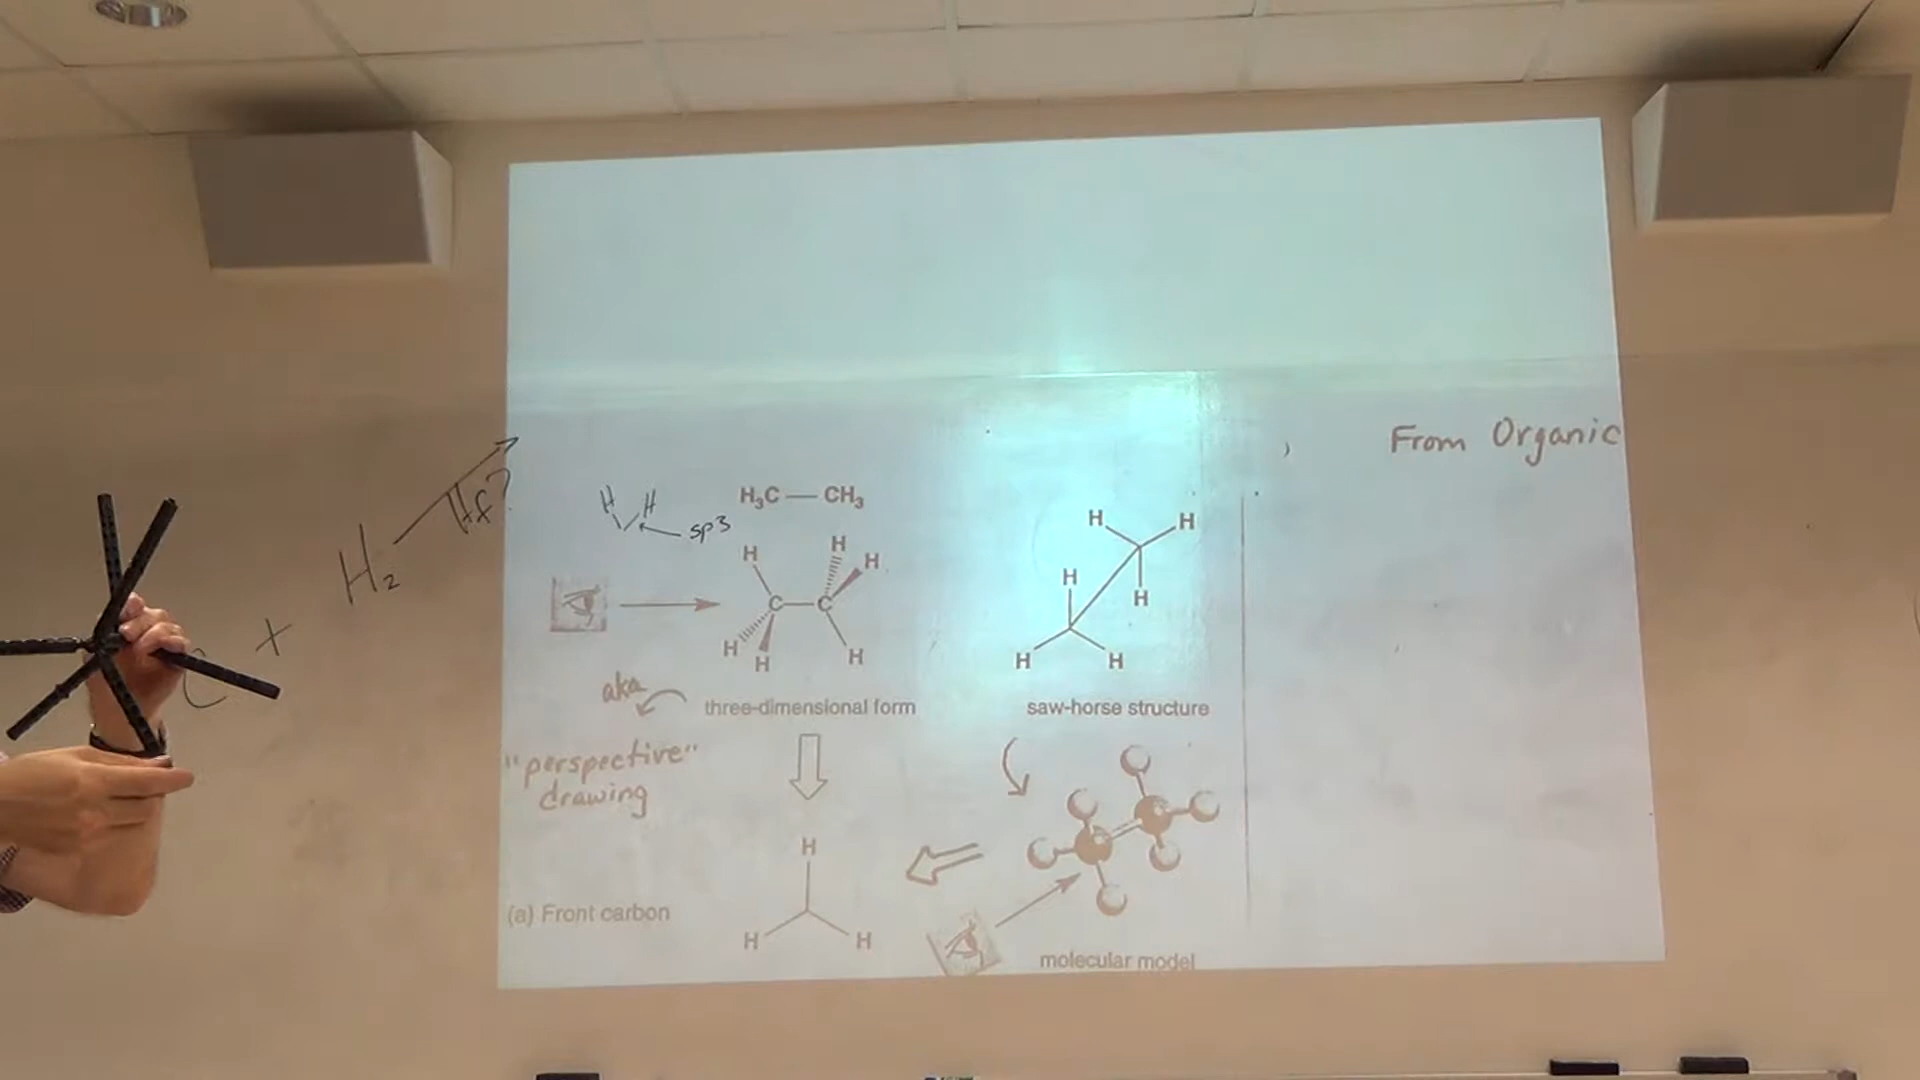 From Organic
H₃C — CH₃
H H
sp3
H H H
C — C
H H H
H H
H H
H H
Hf?
H₂
C +
aka
three-dimensional form
saw-horse structure
"perspective"
drawing
H
(a) Front carbon
H H
molecular model